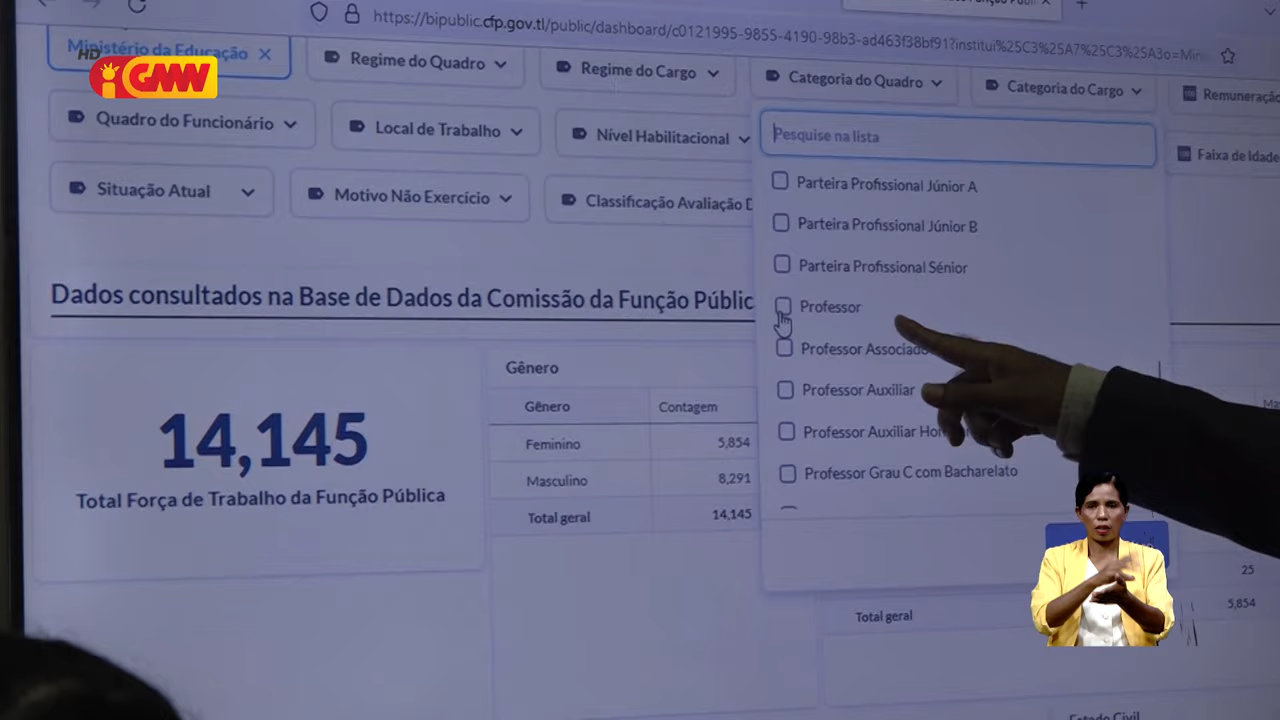 https://bipublic.cfp.gov.tl/public/dashboard/c0121995-9855-4190-98b3-ad463f38bf91?institui%25C3%25A7%25C3%25A3o=Mini
Ministério da Educação ×
Regime do Quadro
Regime do Cargo
Categoria do Quadro
Categoria do Cargo
Remuneração
HD
GMN
Quadro do Funcionário
Local de Trabalho
Nível Habilitacional
Pesquise na lista
Faixa de Idade
Situação Atual
Motivo Não Exercício
Classificação Avaliação D
Parteira Profissional Júnior A
Parteira Profissional Júnior B
Parteira Profissional Sénior
Professor
Professor Associado
Professor Auxiliar
Professor Auxiliar
Professor Grau C com Bacharelato
Dados consultados na Base de Dados da Comissão da Função Públic
14,145
Total Força de Trabalho da Função Pública
Gênero
Gênero Contagem
Feminino 5,854
Masculino 8,291
Total geral 14,145
25
Total geral 5,854
Estado Civil